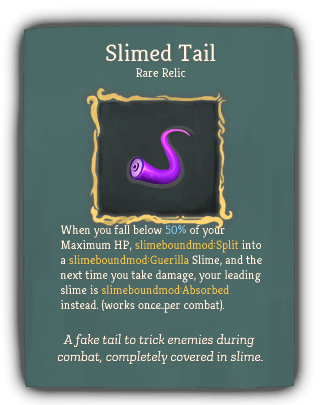 Slimed Tail
Rare Relic
When you fall below 50% of your
Maximum HP, slimeboundmod:Split into
a slimeboundmod:Guerilla Slime, and the
next time you take damage, your leading
slime is slimeboundmod:Absorbed
instead. (works once per combat).
A fake tail to trick enemies during
combat, completely covered in slime.